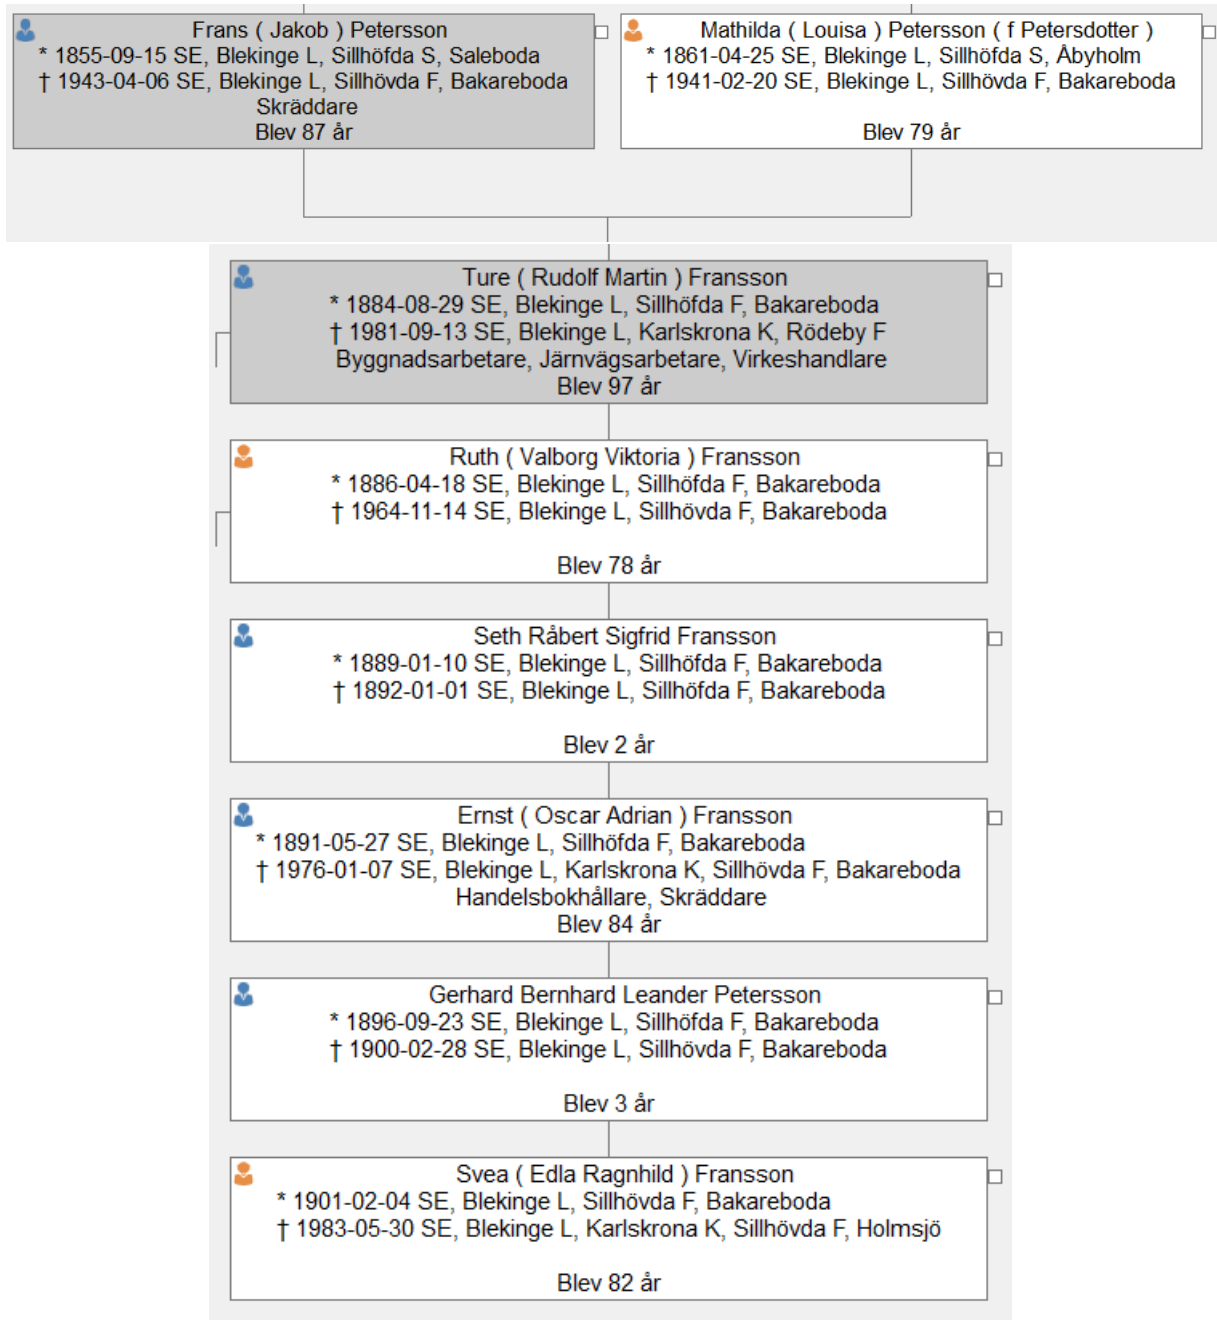 Frans ( Jakob ) Petersson
* 1855-09-15 SE, Blekinge L, Sillhöfda S, Saleboda
† 1943-04-06 SE, Blekinge L, Sillhövda F, Bakareboda
Skräddare
Blev 87 år
Mathilda ( Louisa ) Petersson ( f Petersdotter )
* 1861-04-25 SE, Blekinge L, Sillhöfda S, Åbyholm
† 1941-02-20 SE, Blekinge L, Sillhövda F, Bakareboda
Blev 79 år
Ture ( Rudolf Martin ) Fransson
* 1884-08-29 SE, Blekinge L, Sillhöfda F, Bakareboda
† 1981-09-13 SE, Blekinge L, Karlskrona K, Rödeby F
Byggnadsarbetare, Järnvägsarbetare, Virkeshandlare
Blev 97 år
Ruth ( Valborg Viktoria ) Fransson
* 1886-04-18 SE, Blekinge L, Sillhöfda F, Bakareboda
† 1964-11-14 SE, Blekinge L, Sillhövda F, Bakareboda
Blev 78 år
Seth Råbert Sigfrid Fransson
* 1889-01-10 SE, Blekinge L, Sillhöfda F, Bakareboda
† 1892-01-01 SE, Blekinge L, Sillhöfda F, Bakareboda
Blev 2 år
Ernst ( Oscar Adrian ) Fransson
* 1891-05-27 SE, Blekinge L, Sillhöfda F, Bakareboda
† 1976-01-07 SE, Blekinge L, Karlskrona K, Sillhövda F, Bakareboda
Handelsbokhållare, Skräddare
Blev 84 år
Gerhard Bernhard Leander Petersson
* 1896-09-23 SE, Blekinge L, Sillhöfda F, Bakareboda
† 1900-02-28 SE, Blekinge L, Sillhövda F, Bakareboda
Blev 3 år
Svea ( Edla Ragnhild ) Fransson
* 1901-02-04 SE, Blekinge L, Sillhövda F, Bakareboda
† 1983-05-30 SE, Blekinge L, Karlskrona K, Sillhövda F, Holmsjö
Blev 82 år